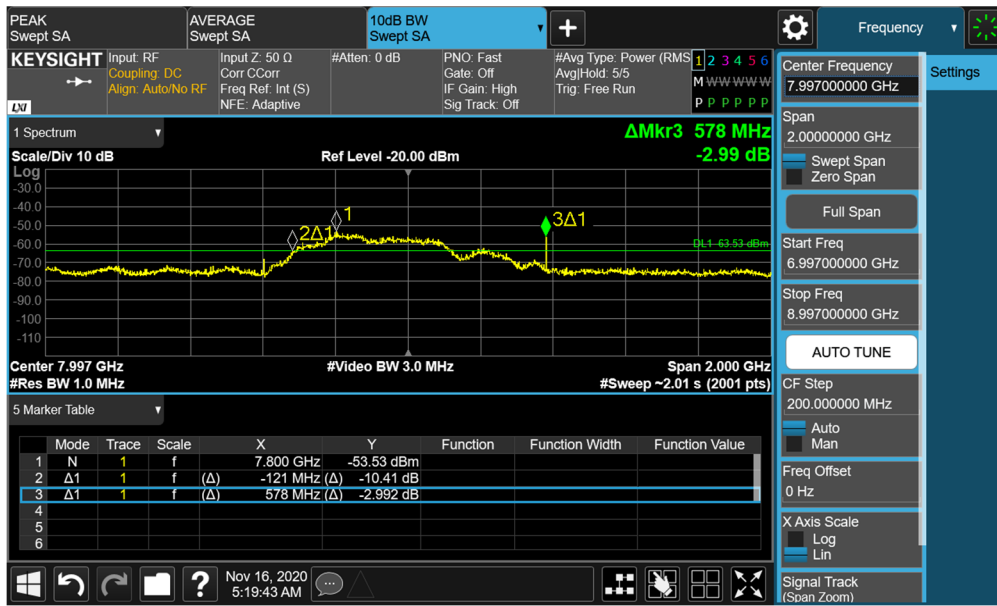 PEAK
Swept SA
AVERAGE
Swept SA
10dB BW
Swept SA
Frequency
KEYSIGHT
LXI
Input: RF
Coupling: DC
Align: Auto/No RF
Input Z: 50 Ω
Corr CCorr
Freq Ref: Int (S)
NFE: Adaptive
#Atten: 0 dB
PNO: Fast
Gate: Off
IF Gain: High
Sig Track: Off
#Avg Type: Power (RMS
Avg|Hold: 5/5
Trig: Free Run
1 2 3 4 5 6
M W W W W W
P P P P P P
1 Spectrum
ΔMkr3 578 MHz
-2.99 dB
Scale/Div 10 dB
Ref Level -20.00 dBm
Log
-30.0
-40.0
-50.0
-60.0
-70.0
-80.0
-90.0
-100
-110
2Δ1
1
3Δ1
DL1 -63.53 dBm
Center 7.997 GHz
#Video BW 3.0 MHz
Span 2.000 GHz
#Res BW 1.0 MHz
#Sweep ~2.01 s (2001 pts)
5 Marker Table
Mode Trace Scale X Y Function Function Width Function Value
1 N 1 f 7.800 GHz -53.53 dBm
2 Δ1 1 f (Δ) -121 MHz (Δ) -10.41 dB
3 Δ1 1 f (Δ) 578 MHz (Δ) -2.992 dB
4
5
6
Nov 16, 2020
5:19:43 AM
Center Frequency
7.997000000 GHz
Settings
Span
2.00000000 GHz
Swept Span
Zero Span
Full Span
Start Freq
6.997000000 GHz
Stop Freq
8.997000000 GHz
AUTO TUNE
CF Step
200.000000 MHz
Auto
Man
Freq Offset
0 Hz
X Axis Scale
Log
Lin
Signal Track
(Span Zoom)